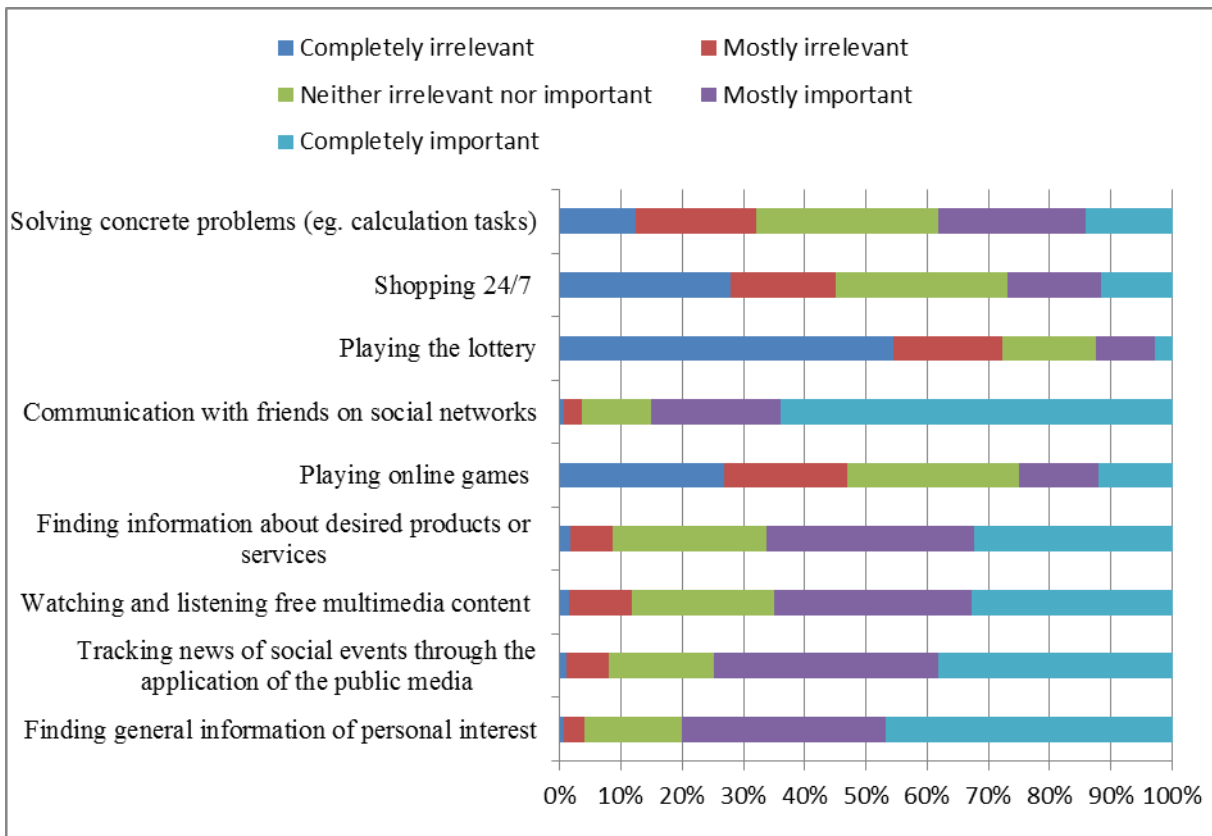 Completely irrelevant
Mostly irrelevant
Neither irrelevant nor important
Mostly important
Completely important
Solving concrete problems (eg. calculation tasks)
Shopping 24/7
Playing the lottery
Communication with friends on social networks
Playing online games
Finding information about desired products or
services
Watching and listening free multimedia content
Tracking news of social events through the
application of the public media
Finding general information of personal interest
0% 10% 20% 30% 40% 50% 60% 70% 80% 90% 100%